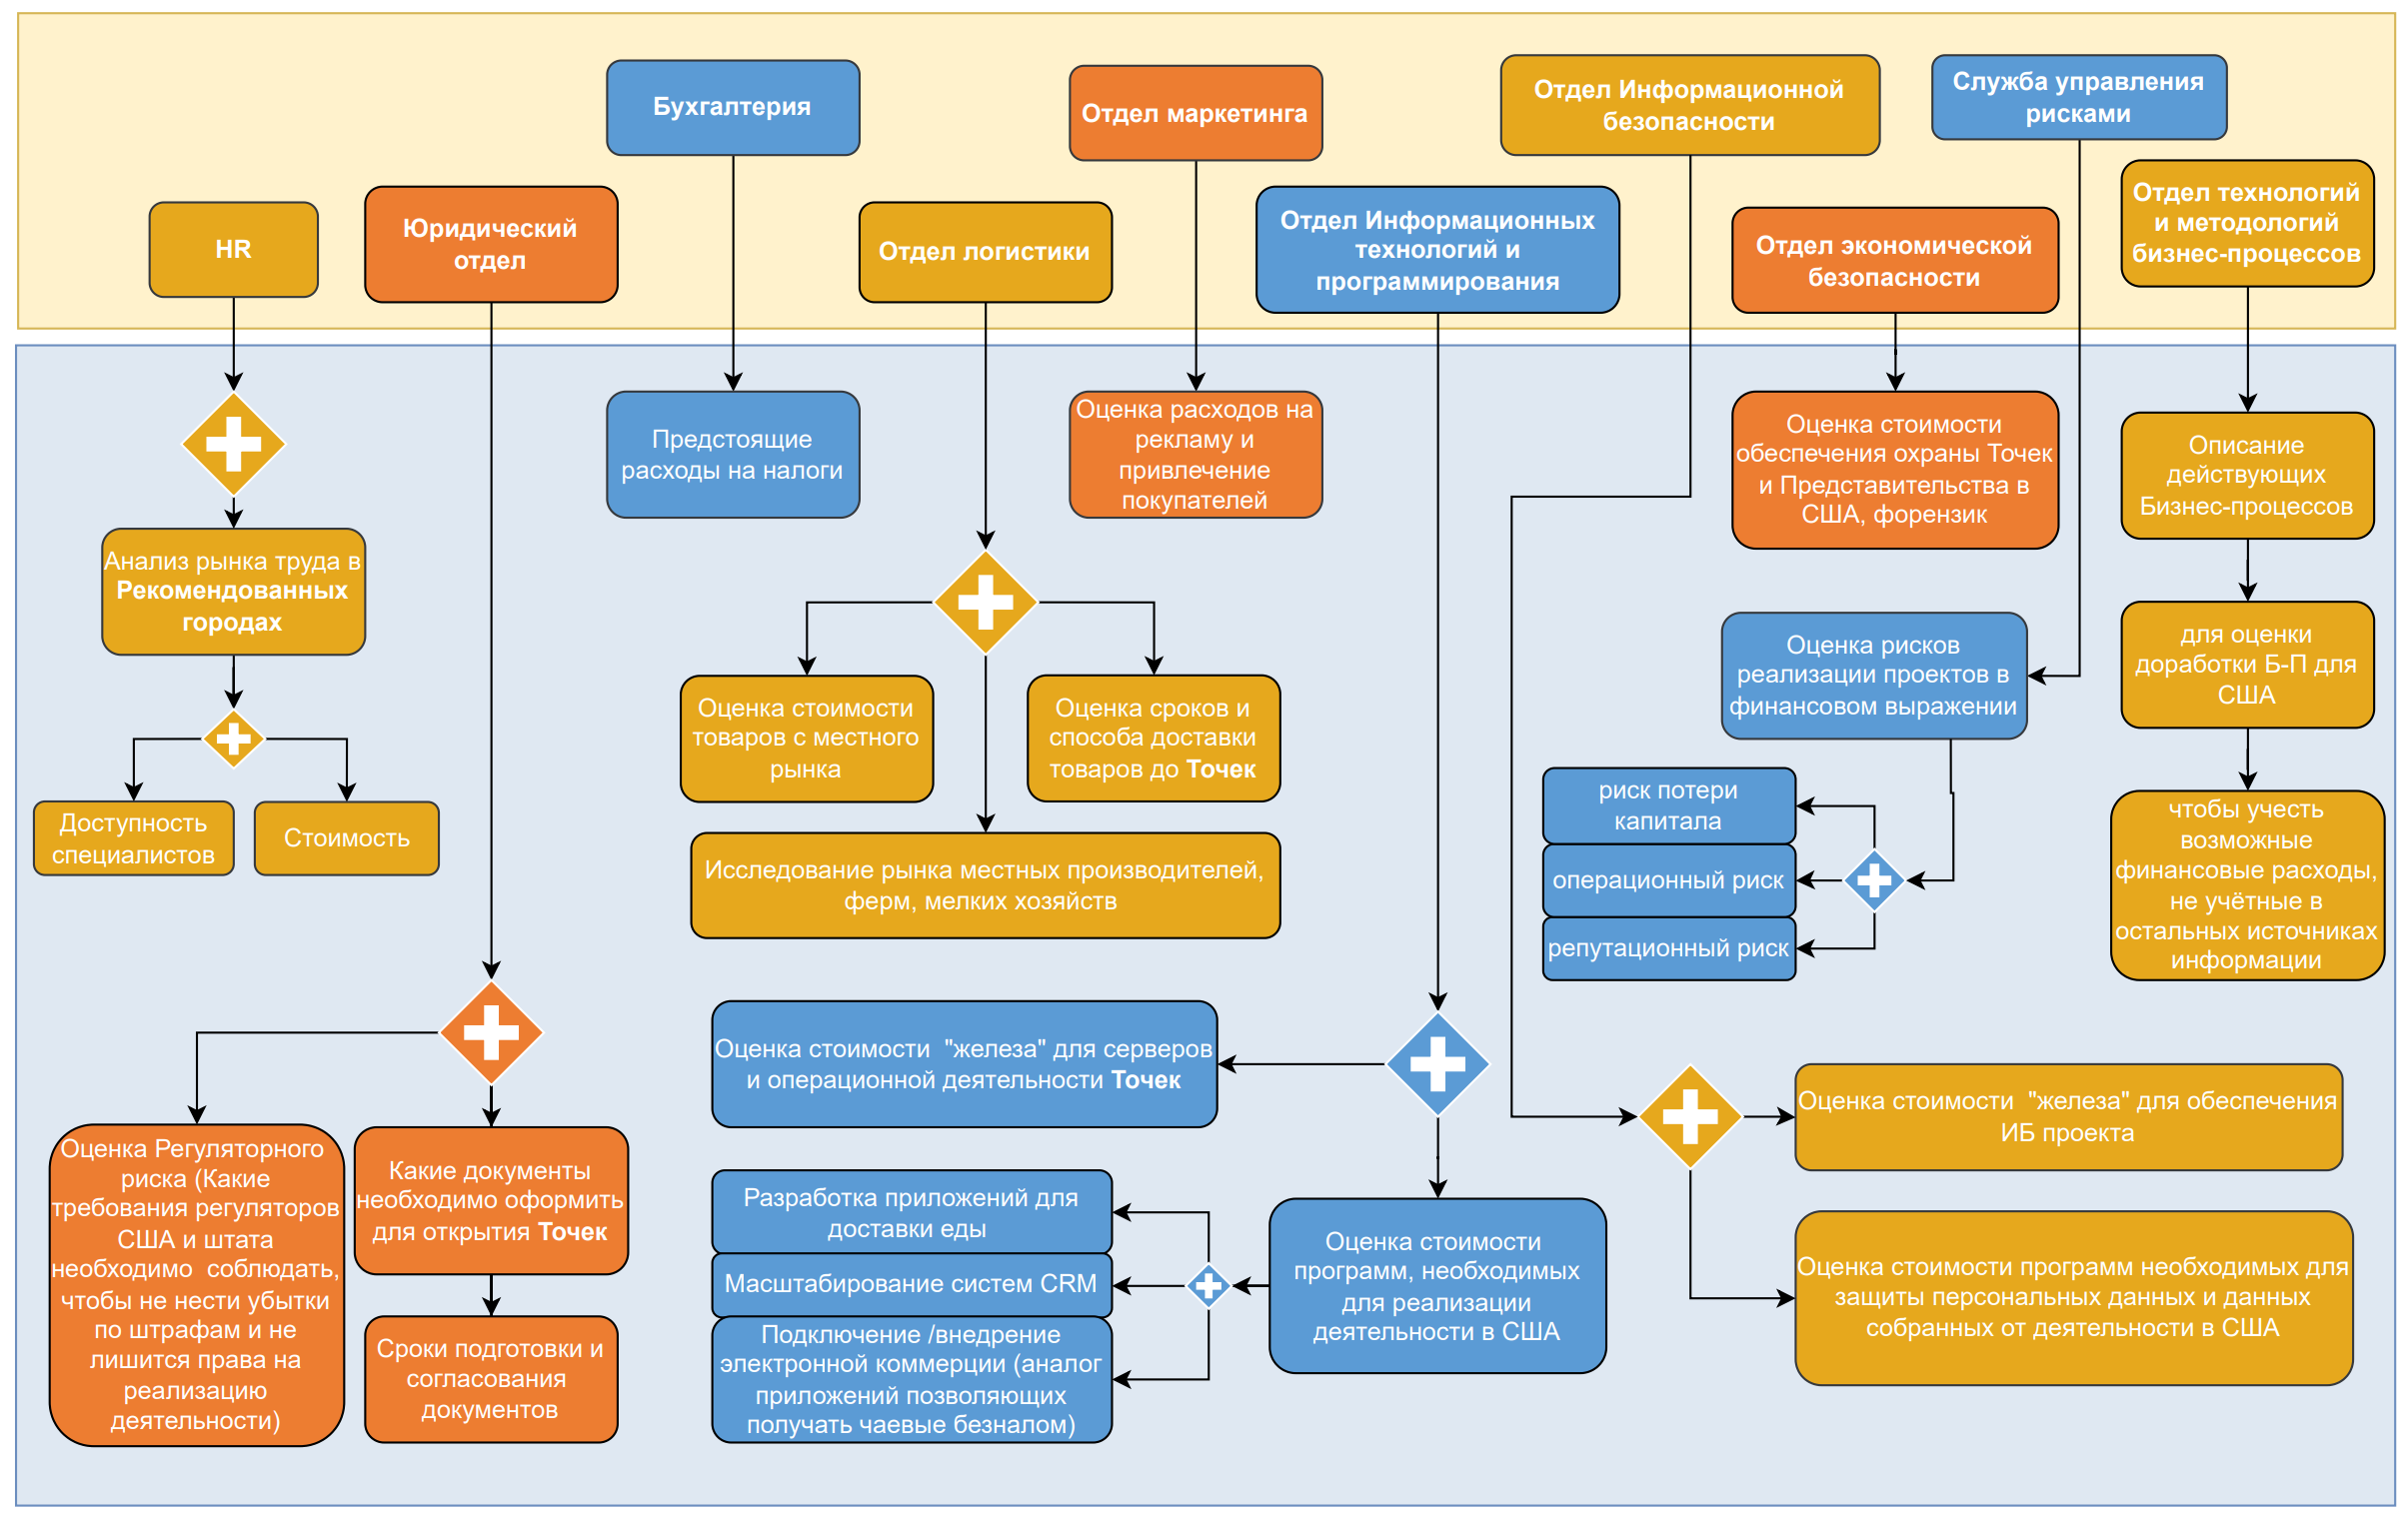 Бухгалтерия
Отдел маркетинга
Отдел Информационной
безопасности
Служба управления
рисками
HR
Юридический
отдел
Отдел логистики
Отдел Информационных
технологий и
программирования
Отдел экономической
безопасности
Отдел технологий
и методологий
бизнес-процессов
Предстоящие
расходы на налоги
Оценка расходов на
рекламу и
привлечение
покупателей
Оценка стоимости
обеспечения охраны Точек
и Представительства в
США, форензик
Описание
действующих
Бизнес-процессов
Анализ рынка труда в
Рекомендованных
городах
Оценка стоимости
товаров с местного
рынка
Оценка сроков и
способа доставки
товаров до Точек
Оценка рисков
реализации проектов в
финансовом выражении
для оценки
доработки Б-П для
США
Доступность
специалистов
Стоимость
Исследование рынка местных производителей,
ферм, мелких хозяйств
риск потери
капитала
операционный риск
репутационный риск
чтобы учесть
возможные
финансовые расходы,
не учётные в
остальных источниках
информации
Оценка стоимости  "железа" для серверов
и операционной деятельности Точек
Оценка стоимости  "железа" для обеспечения
ИБ проекта
Оценка Регуляторного
риска (Какие
требования регуляторов
США и штата
необходимо  соблюдать,
чтобы не нести убытки
по штрафам и не
лишится права на
реализацию
деятельности)
Какие документы
необходимо оформить
для открытия Точек
Сроки подготовки и
согласования
документов
Разработка приложений для
доставки еды
Масштабирование систем CRM
Подключение /внедрение
электронной коммерции (аналог
приложений позволяющих
получать чаевые безналом)
Оценка стоимости
программ, необходимых
для реализации
деятельности в США
Оценка стоимости программ необходимых для
защиты персональных данных и данных
собранных от деятельности в США